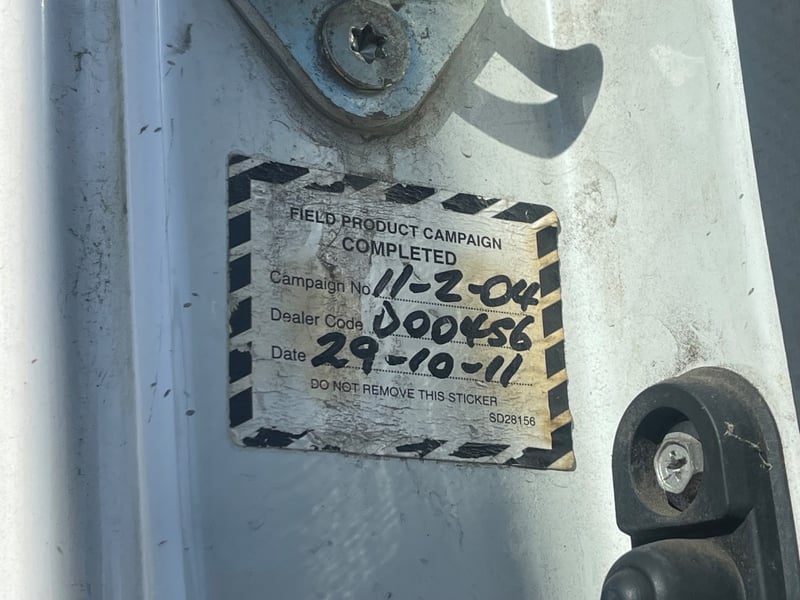 FIELD PRODUCT CAMPAIGN
COMPLETED
Campaign No 11-2-04
Dealer Code D00456
Date 29-10-11
DO NOT REMOVE THIS STICKER
SD28156